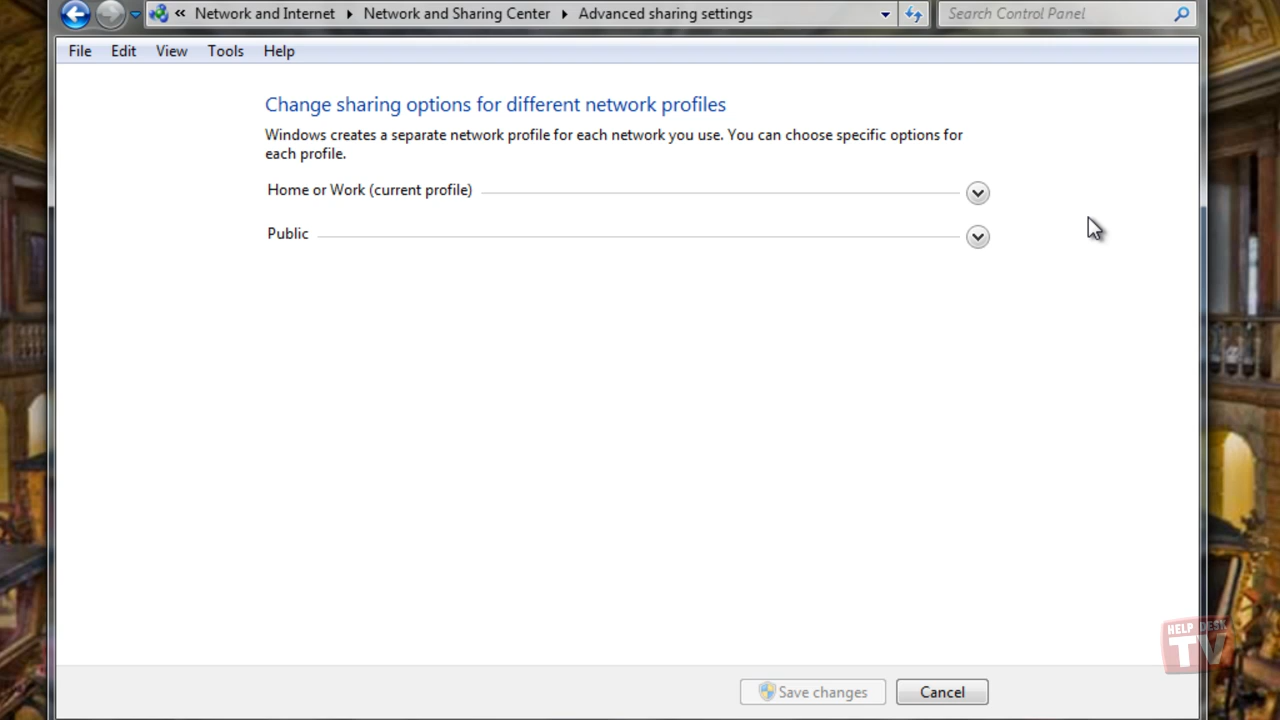 « Network and Internet ▸ Network and Sharing Center ▸ Advanced sharing settings
Search Control Panel
File Edit View Tools Help
Change sharing options for different network profiles
Windows creates a separate network profile for each network you use. You can choose specific options for
each profile.
Home or Work (current profile)
Public
HELP DESK
TV
Save changes Cancel